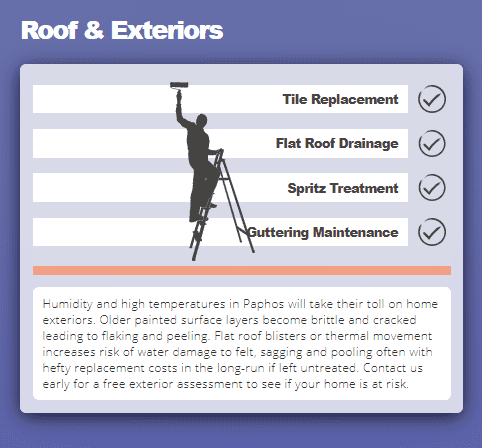 Roof & Exteriors
Tile Replacement
Flat Roof Drainage
Spritz Treatment
Guttering Maintenance
Humidity and high temperatures in Paphos will take their toll on home
exteriors. Older painted surface layers become brittle and cracked
leading to flaking and peeling. Flat roof blisters or thermal movement
increases risk of water damage to felt, sagging and pooling often with
hefty replacement costs in the long-run if left untreated. Contact us
early for a free exterior assessment to see if your home is at risk.